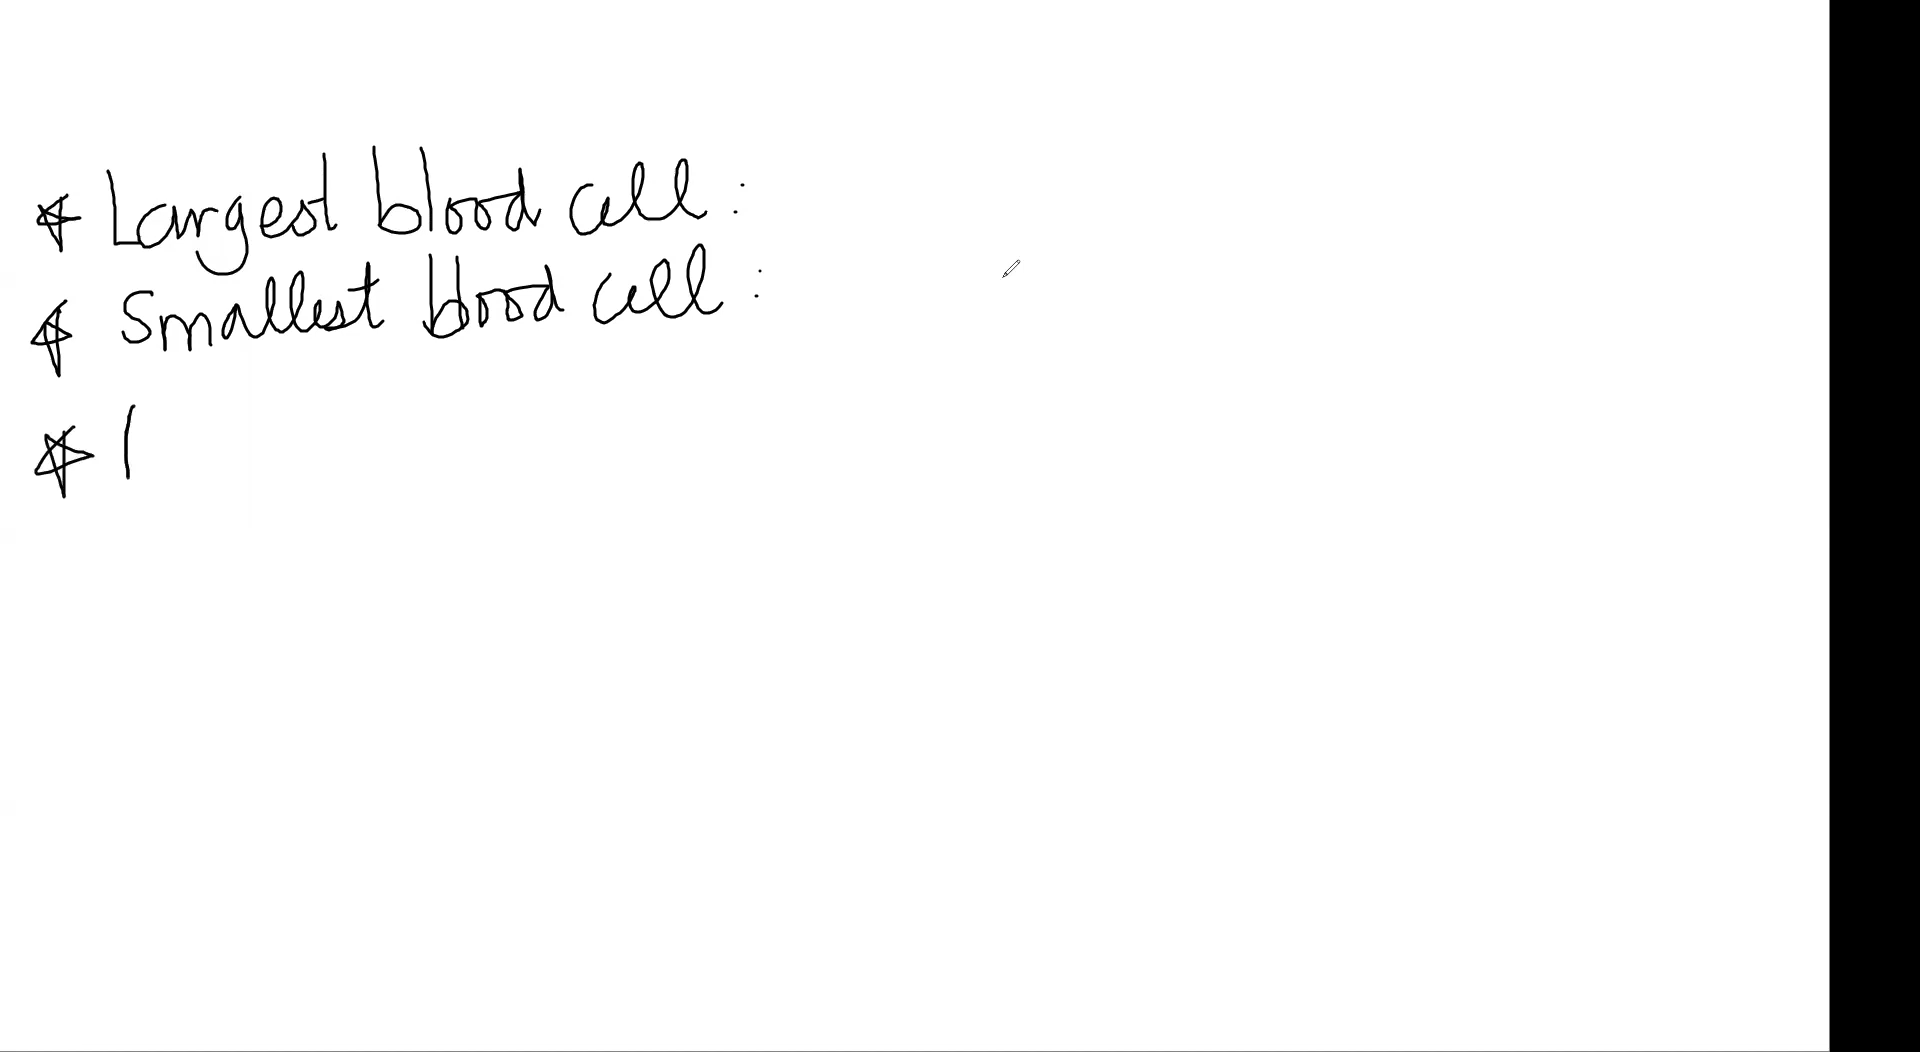 * Largest blood cell :
* Smallest blood cell :
*